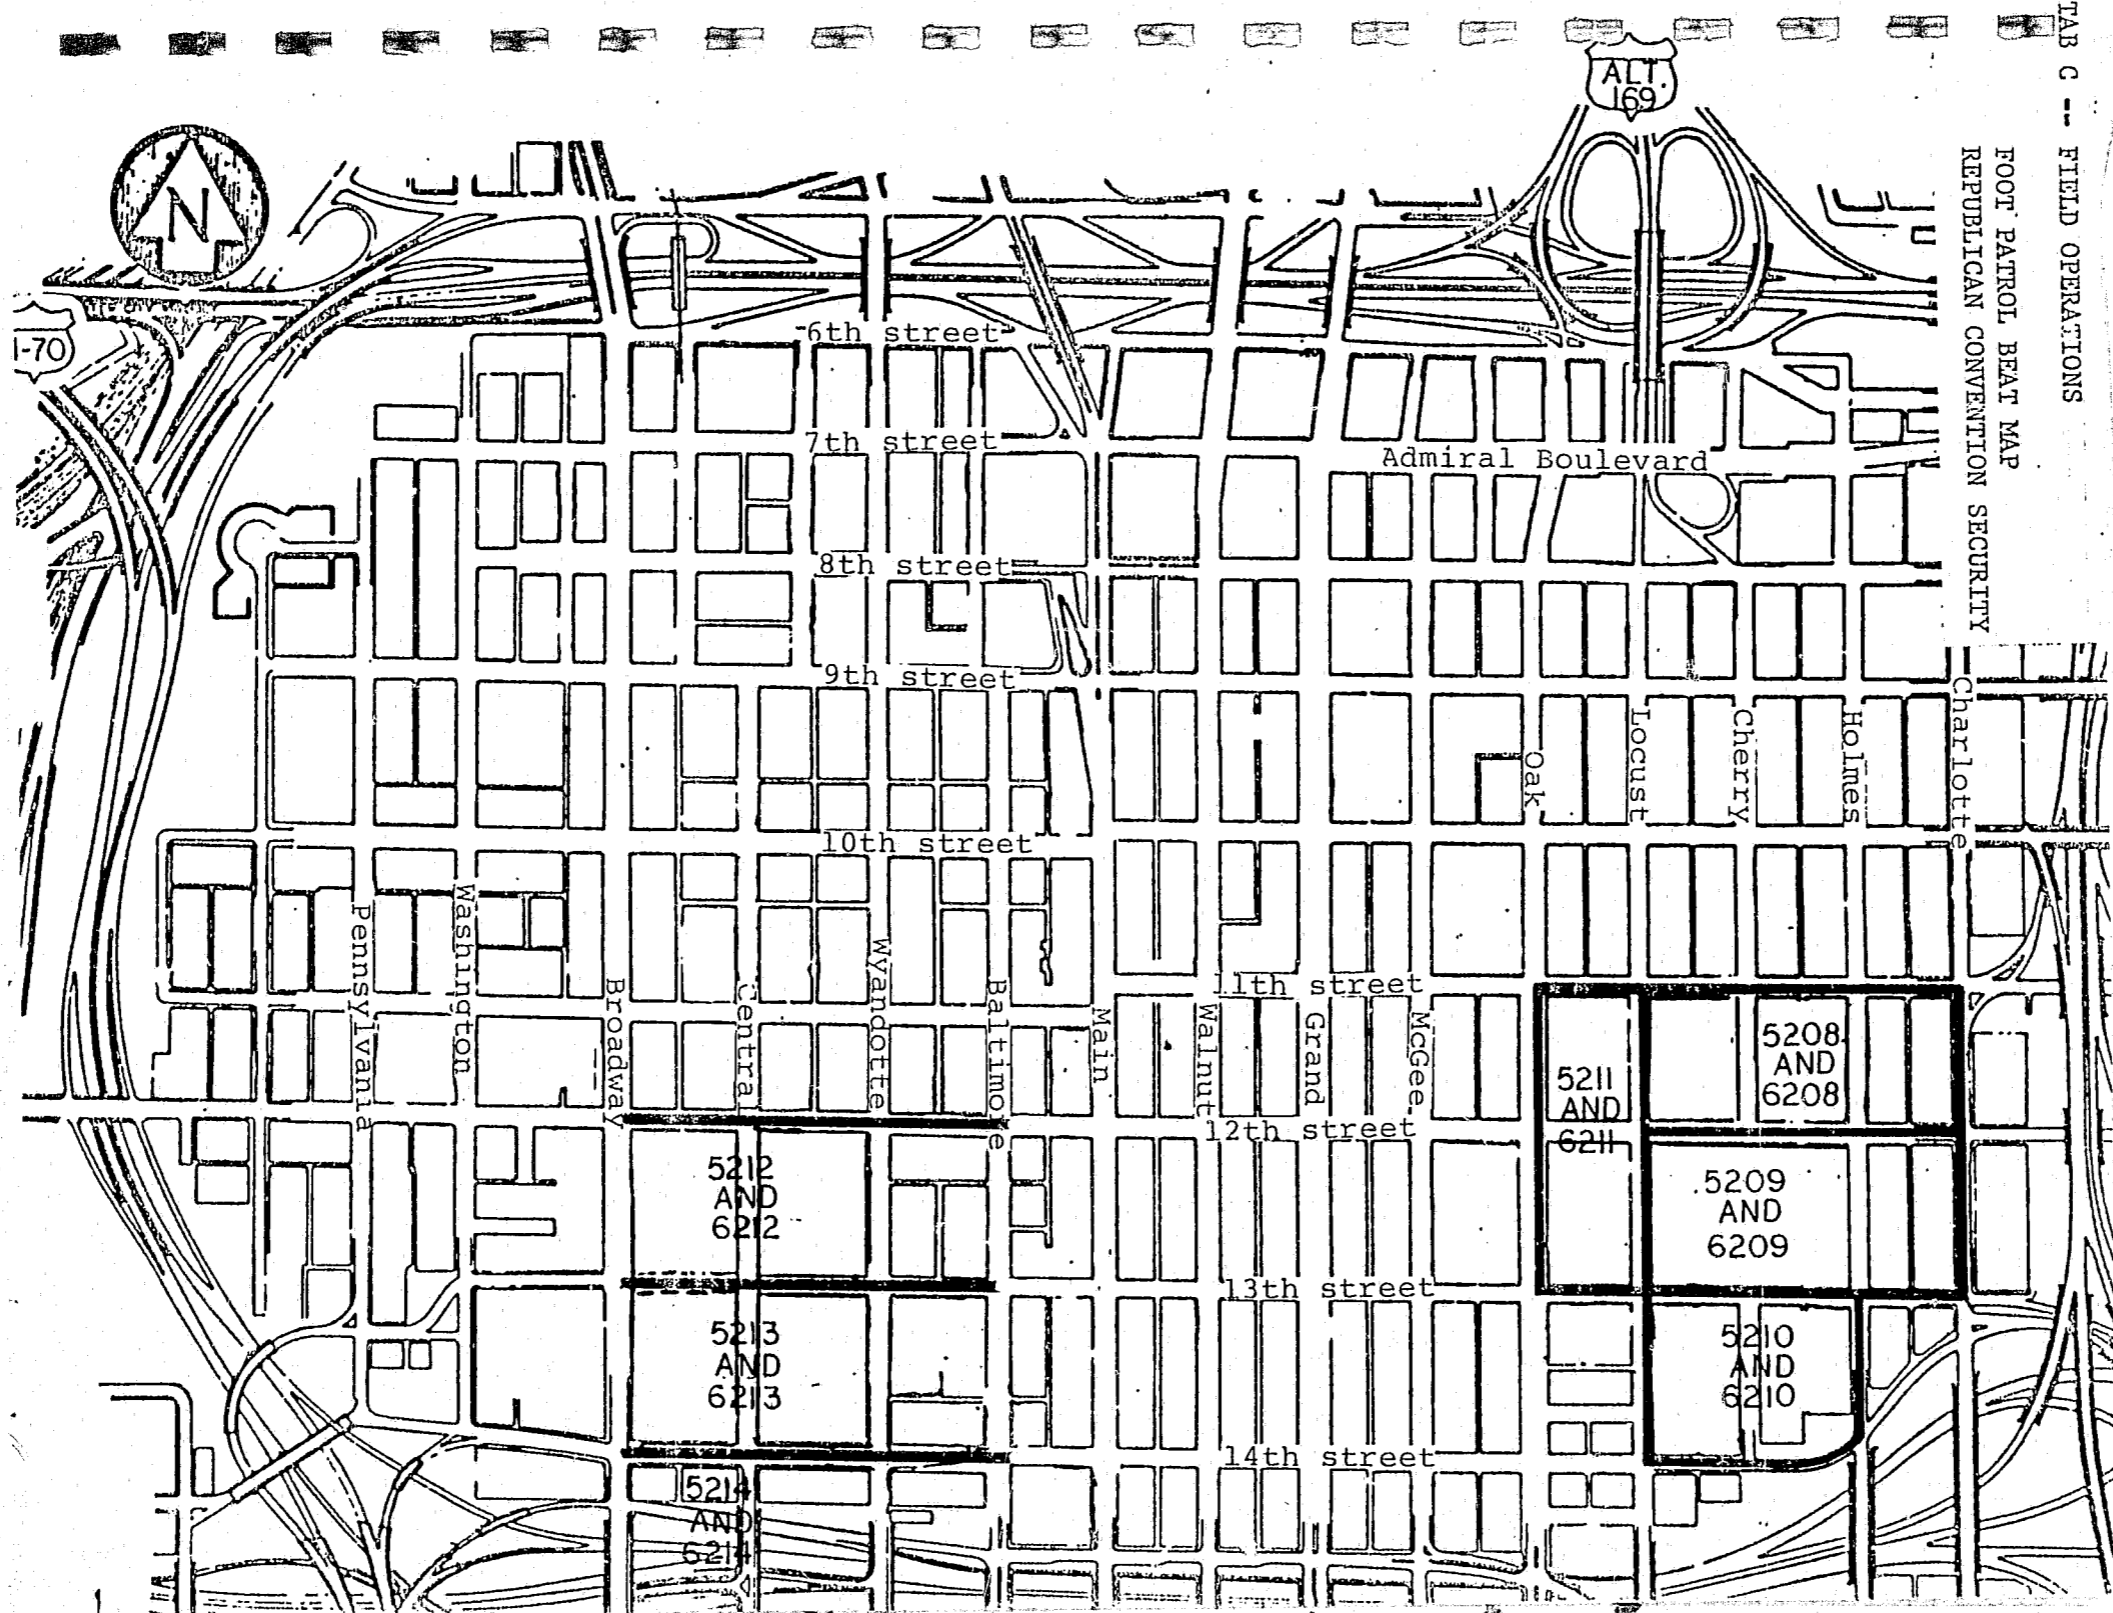 TAB C -- FIELD OPERATIONS
FOOT PATROL BEAT MAP
REPUBLICAN CONVENTION SECURITY
ALT.
169
N
I-70
6th street
7th street
Admiral Boulevard
8th street
9th street
Oak
Locust
Cherry
Holmes
Charlotte
10th street
Pennsylvania
Washington
Broadway
Central
Wyandotte
Baltimore
Main
Walnut
Grand
McGee
11th street
5208
AND
6208
5211
AND
6211
12th street
5212
AND
6212
5209
AND
6209
13th street
5213
AND
6213
5210
AND
6210
14th street
5214
AND
6214